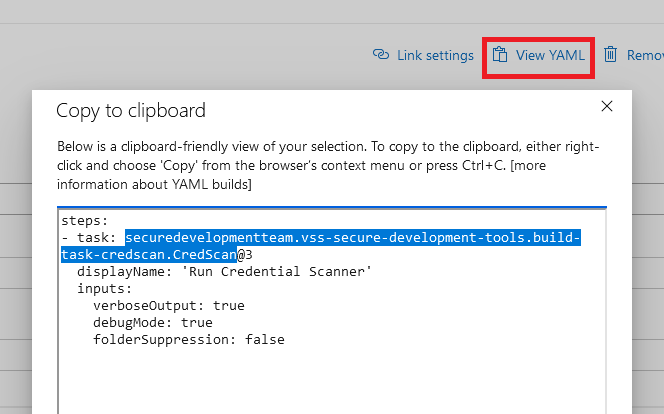 Link settings View YAML Remov
Copy to clipboard
Below is a clipboard-friendly view of your selection. To copy to the clipboard, either right-
click and choose 'Copy' from the browser's context menu or press Ctrl+C. [more
information about YAML builds]
steps:
- task: securedevelopmentteam.vss-secure-development-tools.build-
task-credscan.CredScan@3
  displayName: 'Run Credential Scanner'
  inputs:
    verboseOutput: true
    debugMode: true
    folderSuppression: false